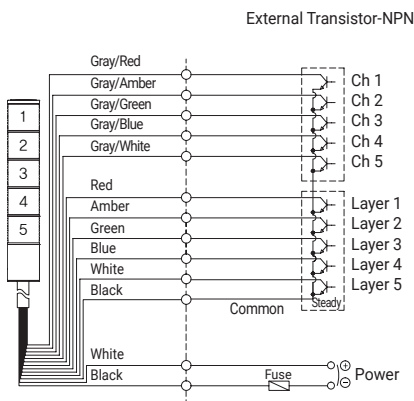 External Transistor-NPN
Gray/Red
Gray/Amber
Gray/Green
Gray/Blue
Gray/White
Ch 1
Ch 2
Ch 3
Ch 4
Ch 5
1
2
3
4
5
Red
Amber
Green
Blue
White
Black
Layer 1
Layer 2
Layer 3
Layer 4
Layer 5
Common
Steady
White
Black
Fuse
⊕
⊖
Power